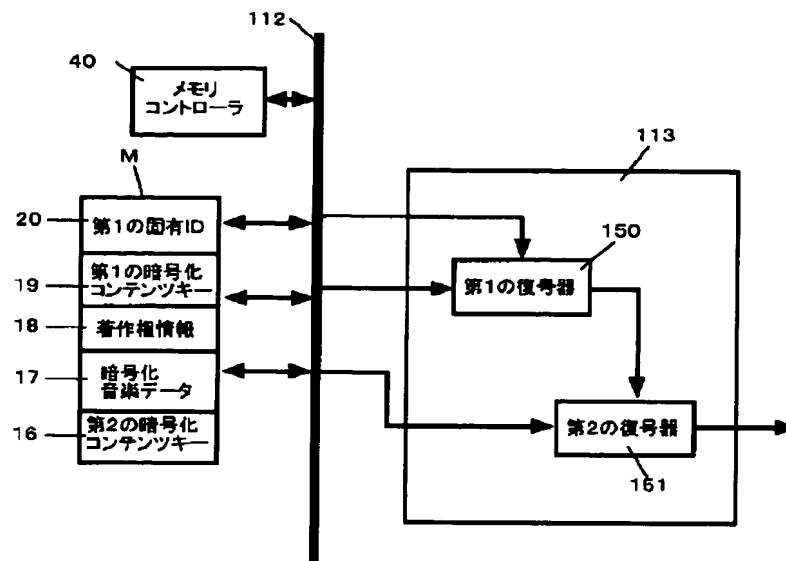 112
40
メモリ
コントローラ
M
113
20
第1の固有ID
150
19
第1の暗号化
コンテンツキー
第1の復号器
18
著作権情報
17
暗号化
音楽データ
16
第2の暗号化
コンテンツキー
第2の復号器
151